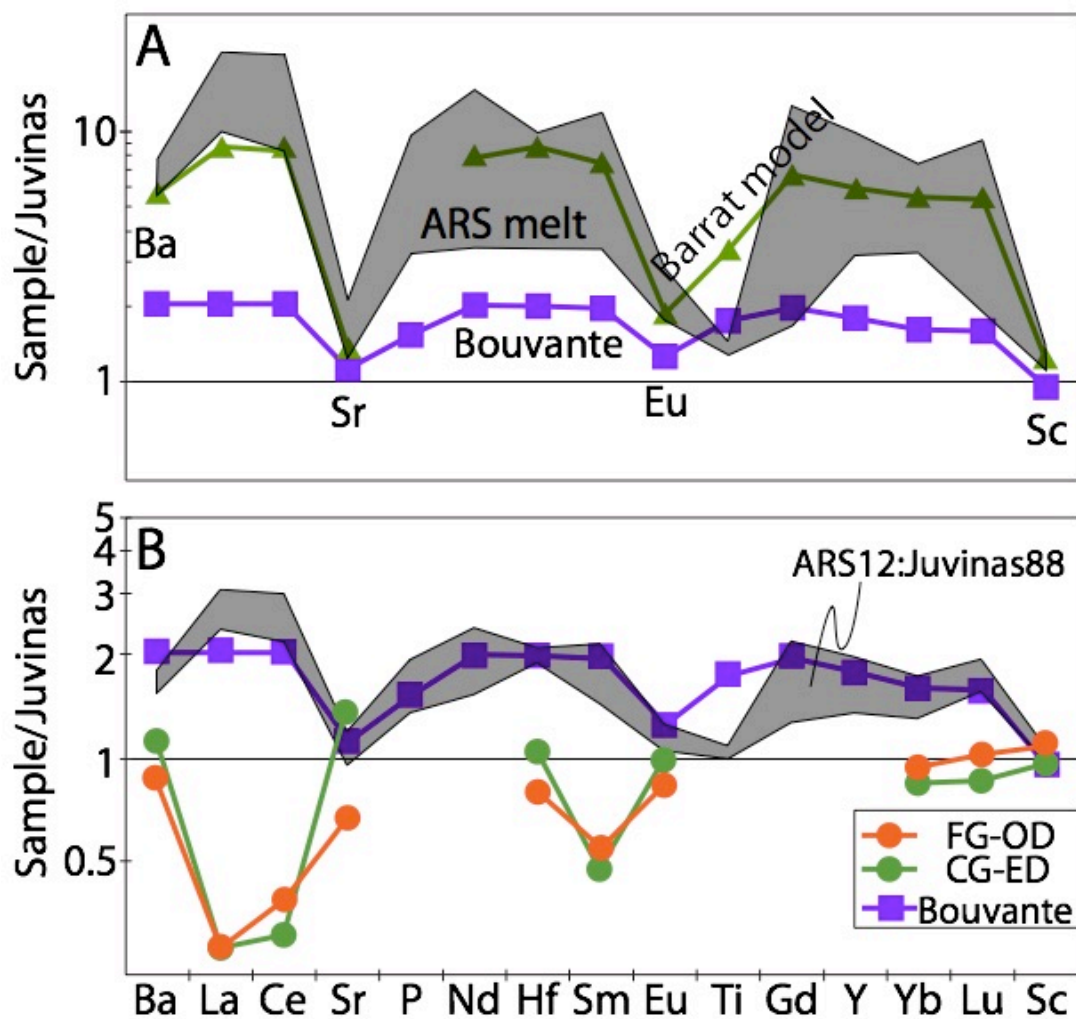 A
Sample/Juvinas
10
1
Ba
Sr
ARS melt
Bouvante
Barrat model
Eu
Sc
B
Sample/Juvinas
5
4
3
2
1
0.5
ARS12:Juvinas88
FG-OD
CG-ED
Bouvante
Ba La Ce Sr P Nd Hf Sm Eu Ti Gd Y Yb Lu Sc